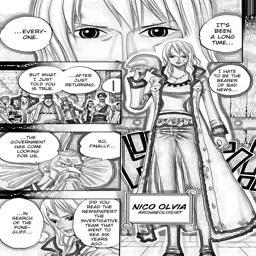 IT'S
BEEN
A LONG
TIME...
...EVERY-
ONE.
I HATE
TO BE THE
BEARER
OF BAD
NEWS...
...AFTER
JUST
RETURNING.
BUT WHAT
I JUST
TOLD YOU
IS TRUE.
SO,
FINALLY...
...THE
GOVERNMENT
HAS COME
LOOKING
FOR US.
NICO OLVIA
ARCHAEOLOGIST
DID YOU
READ THE
NEWSPAPER?
THE
INVESTIGATIVE
TEAM THAT
WENT TO
SEA SIX
YEARS
AGO...
...IN
SEARCH
OF THE
PONE-
GLIFF...